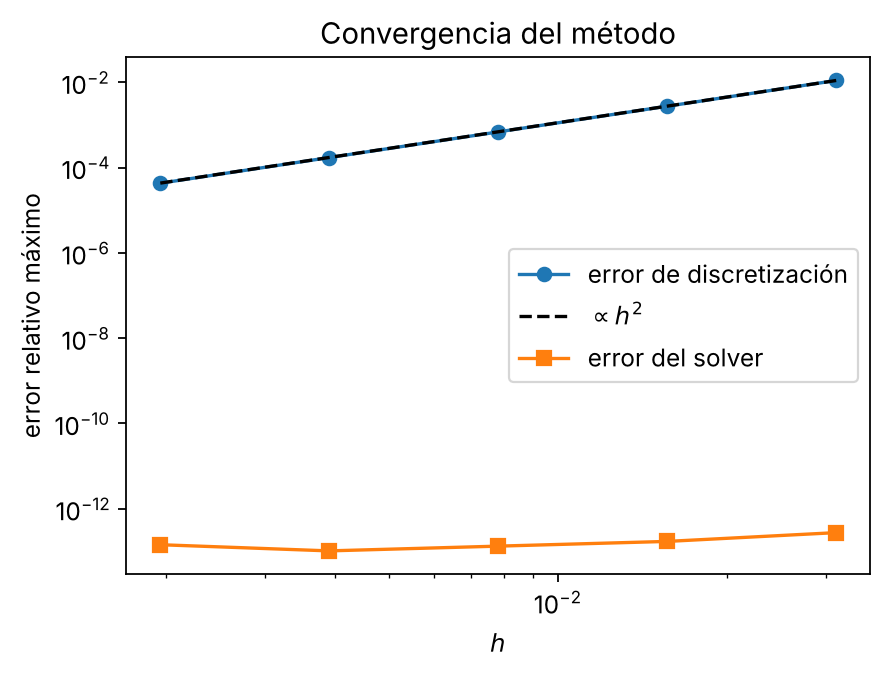 Convergencia del método
error relativo máximo
10⁻²
10⁻⁴
10⁻⁶
10⁻⁸
10⁻¹⁰
10⁻¹²
error de discretización
∝ h²
error del solver
10⁻²
h